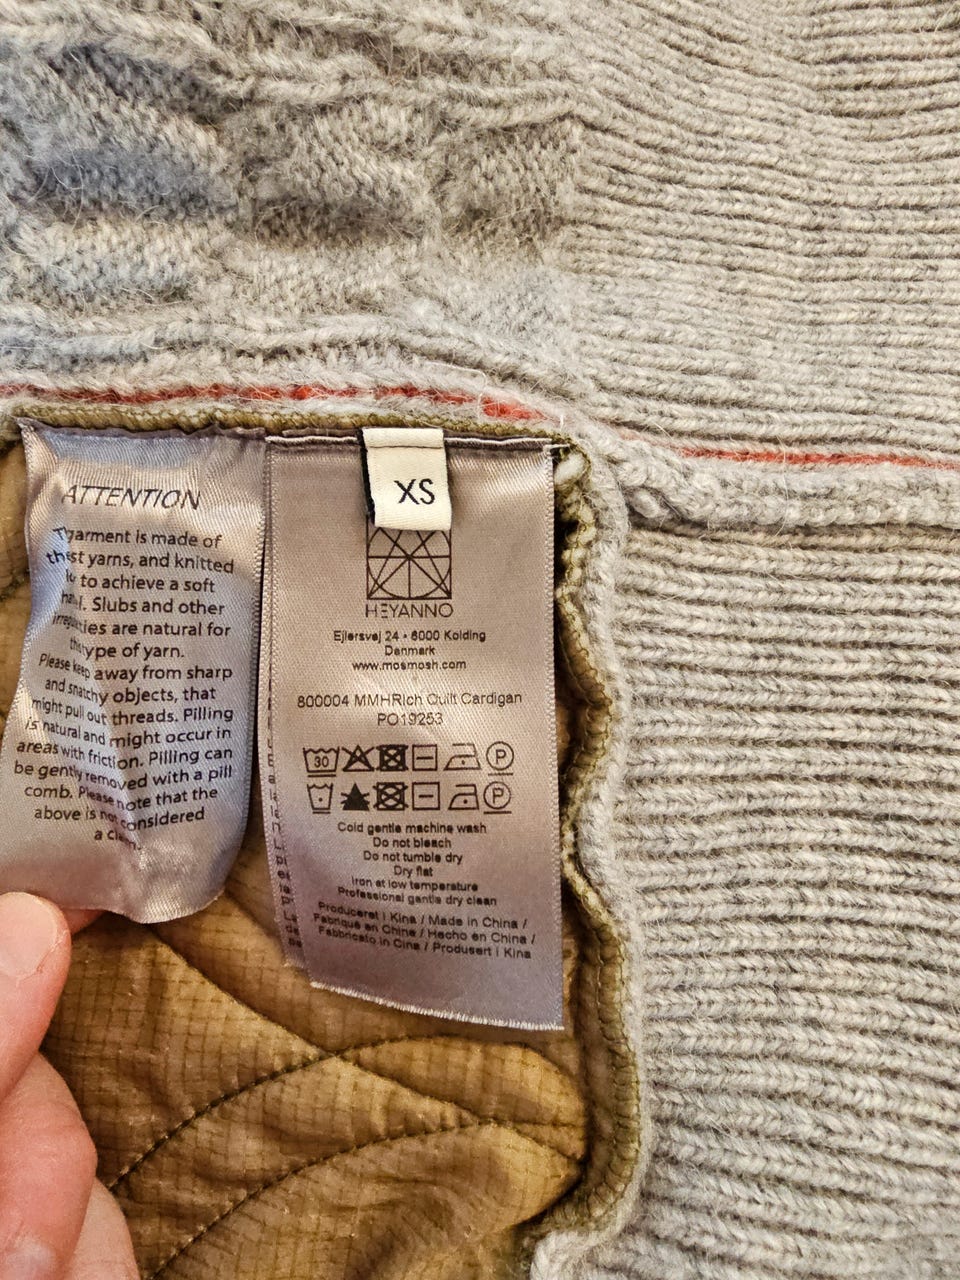 ATTENTION
garment is made of
yarns, and knitted
to achieve a soft
Slubs and other
are natural for
type of yarn.
Please keep away from sharp
and snatchy objects, that
might pull out threads. Pilling
is natural and might occur in
areas with friction. Pilling can
be gently removed with a pill
comb. Please note that the
above is not considered
a
XS
HEYANNO
Ejlersvej 24 • 6000 Kolding
Denmark
www.mosmosh.com
800004 MMHRich Quilt Cardigan
PO19253
30 P
P
Cold gentle machine wash
Do not bleach
Do not tumble dry
Dry flat
Iron at low temperature
Professional gentle dry clean
Produceret i Kina / Made in China /
Fabriqué en Chine / Hecho en China /
Fabbricato in Cina / Produsert i Kina